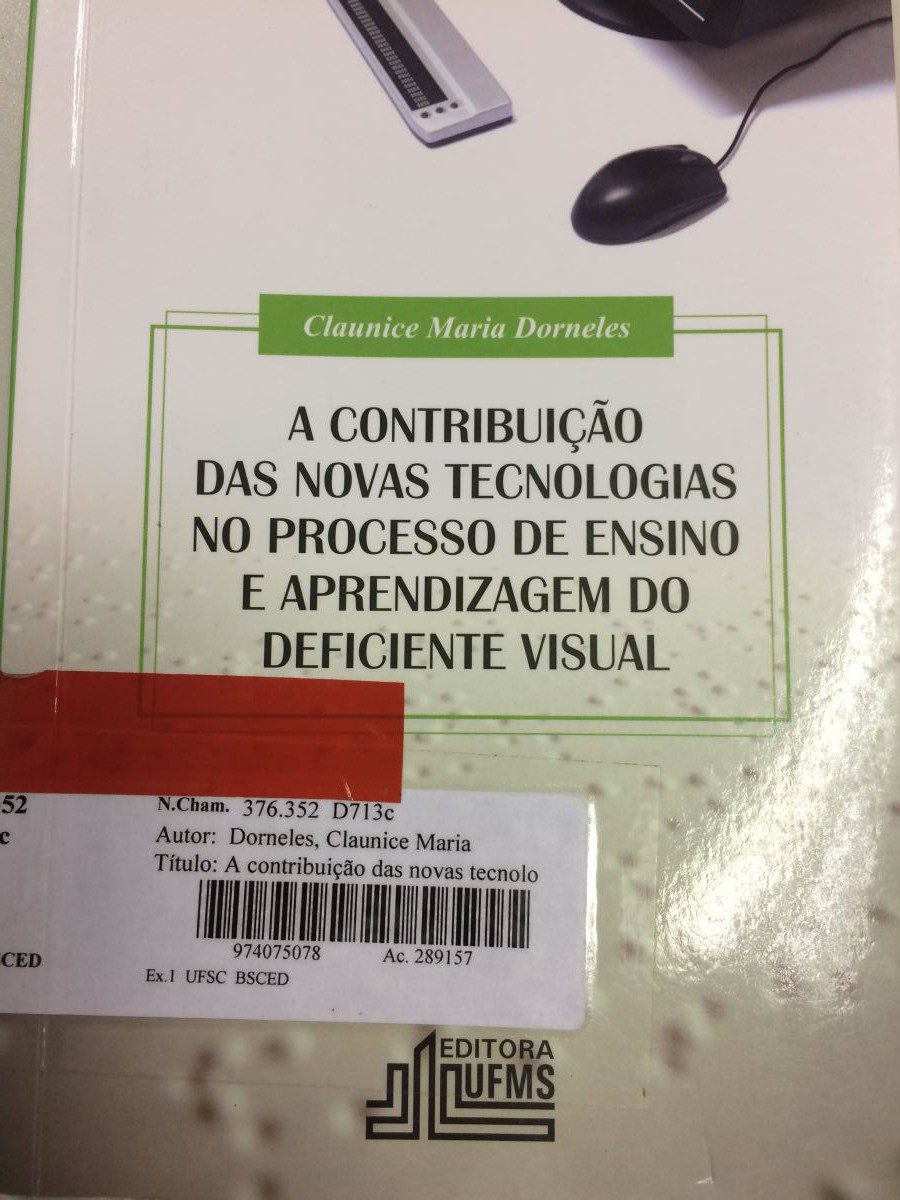 Claunice Maria Dorneles
A CONTRIBUIÇÃO
DAS NOVAS TECNOLOGIAS
NO PROCESSO DE ENSINO
E APRENDIZAGEM DO
DEFICIENTE VISUAL
52
c
CED
N.Cham. 376.352 D713c
Autor: Dorneles, Claunice Maria
Título: A contribuição das novas tecnolo
974075078 Ac. 289157
Ex.1 UFSC BSCED
EDITORA
UFMS